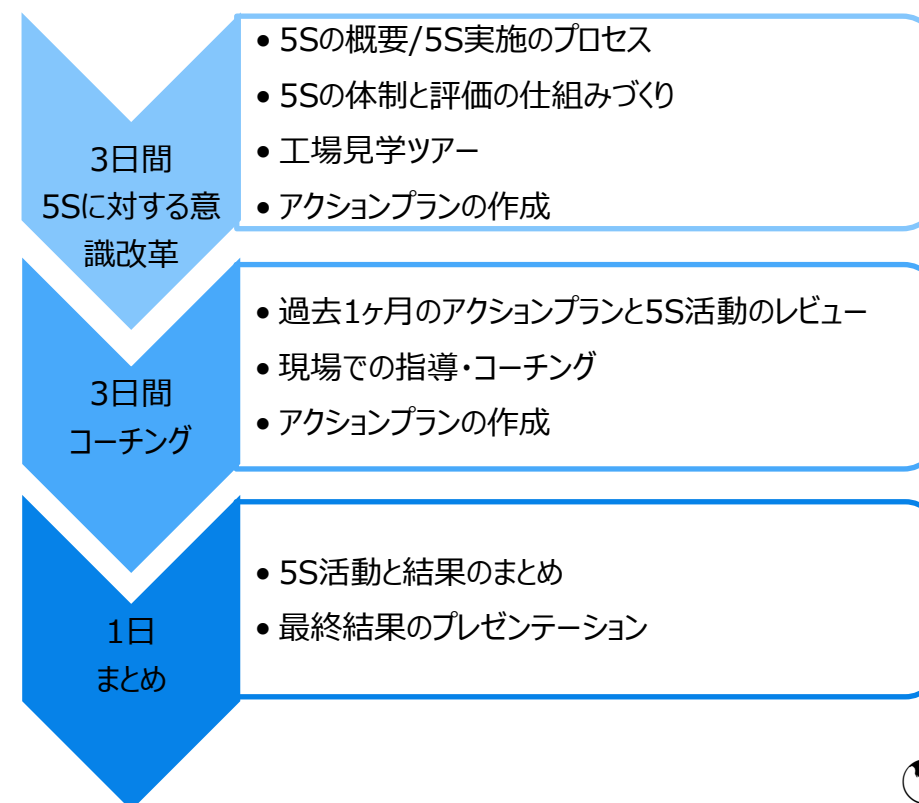 3日間
5Sに対する意
識改革
• 5Sの概要/5S実施のプロセス
• 5Sの体制と評価の仕組みづくり
• 工場見学ツアー
• アクションプランの作成
3日間
コーチング
• 過去1ヶ月のアクションプランと5S活動のレビュー
• 現場での指導・コーチング
• アクションプランの作成
1日
まとめ
• 5S活動と結果のまとめ
• 最終結果のプレゼンテーション